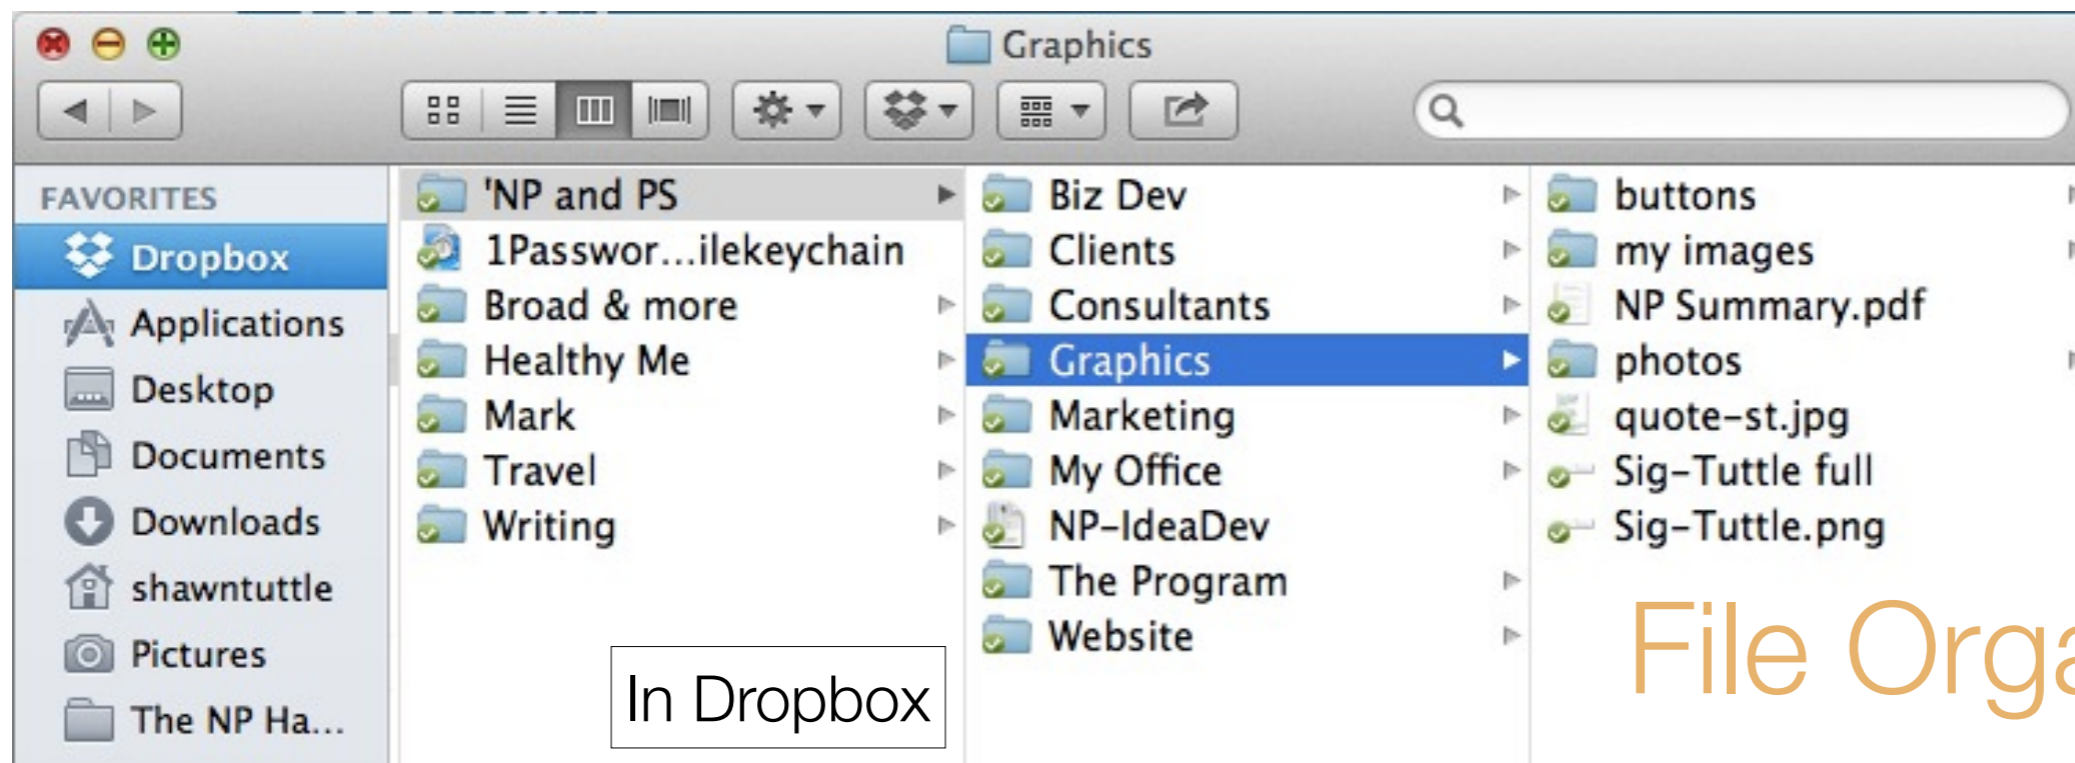 Graphics
FAVORITES
Dropbox
Applications
Desktop
Documents
Downloads
shawntuttle
Pictures
The NP Ha...
'NP and PS
1Passwor...ilekeychain
Broad & more
Healthy Me
Mark
Travel
Writing
In Dropbox
Biz Dev
Clients
Consultants
Graphics
Marketing
My Office
NP-IdeaDev
The Program
Website
buttons
my images
NP Summary.pdf
photos
quote-st.jpg
Sig-Tuttle full
Sig-Tuttle.png
File Orga